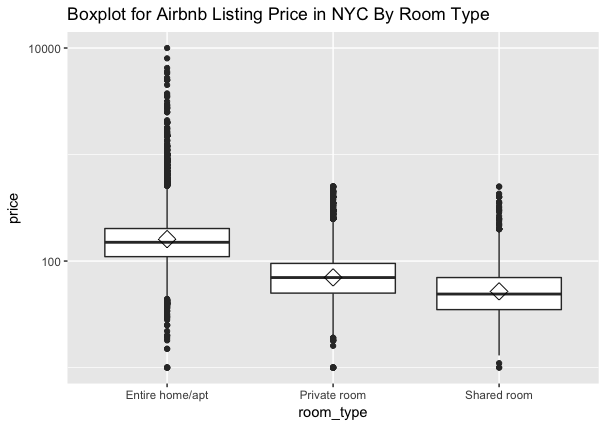 Boxplot for Airbnb Listing Price in NYC By Room Type
10000
price
100
Entire home/apt
Private room
Shared room
room_type